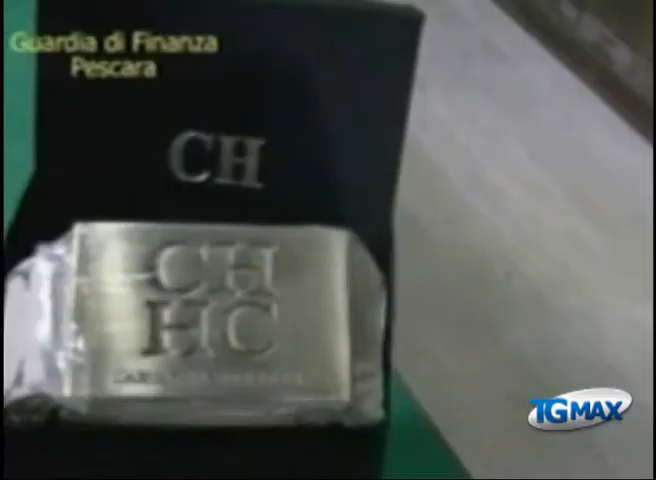 Guardia di Finanza
Pescara
CH
CH
HC
TGMAX